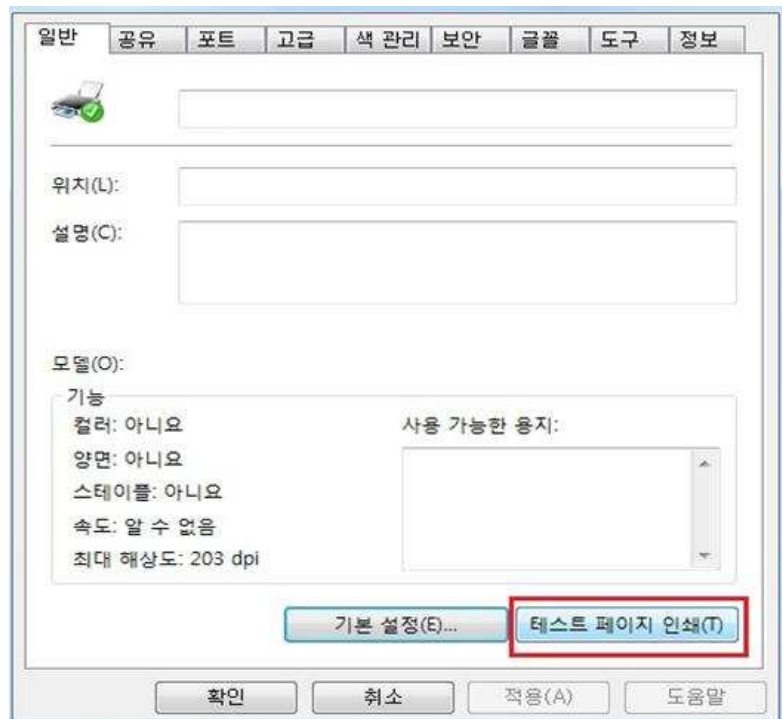 일반 공유 포트 고급 색 관리 보안 글꼴 도구 정보
위치(L):
설명(C):
모델(O):
기능
컬러: 아니요
사용 가능한 용지:
양면: 아니요
스테이플: 아니요
속도: 알 수 없음
최대 해상도: 203 dpi
기본 설정(E)... 테스트 페이지 인쇄(T)
확인 취소 적용(A) 도움말